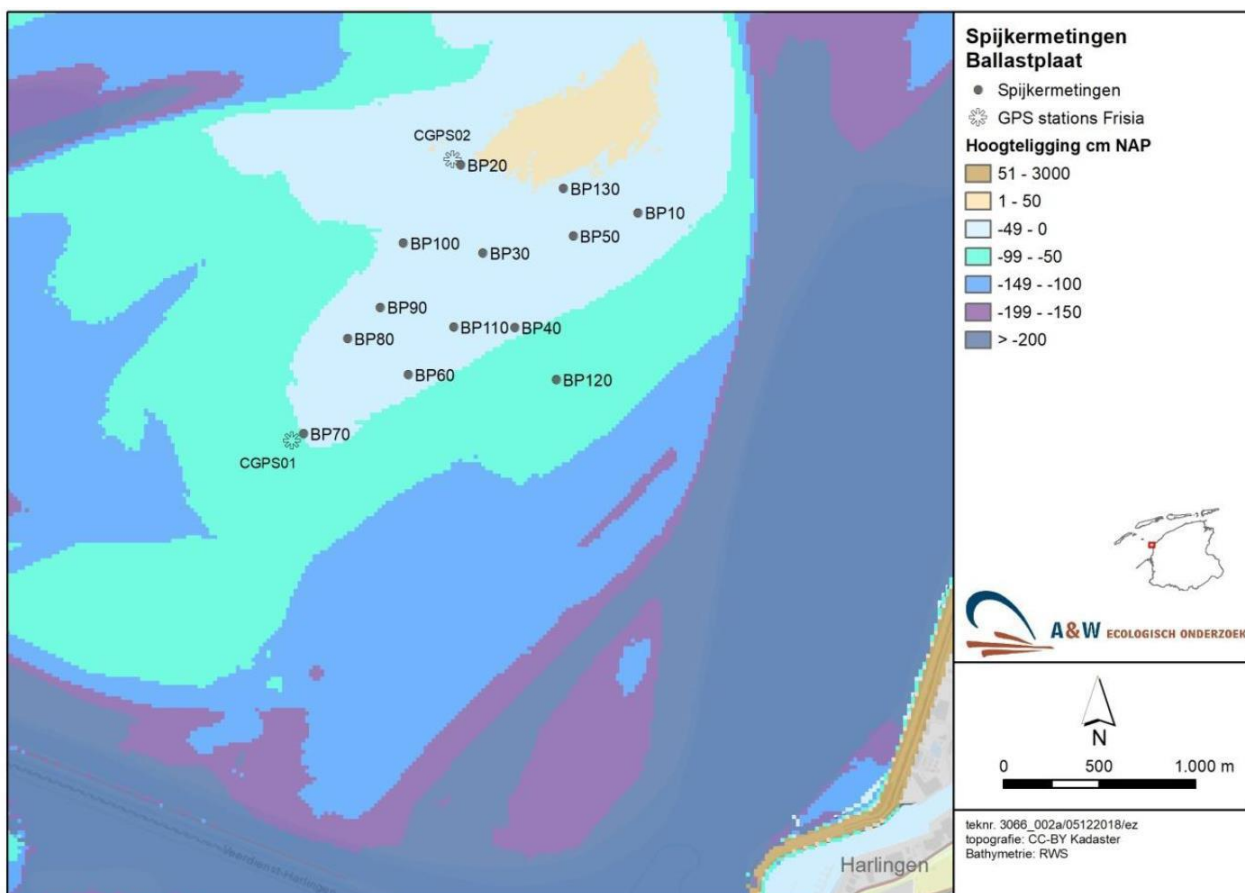 Spijkermetingen
Ballastplaat
Spijkermetingen
GPS stations Frisia
Hoogteligging cm NAP
51 - 3000
1 - 50
-49 - 0
-99 - -50
-149 - -100
-199 - -150
> -200
CGPS02
BP20
BP130
BP10
BP50
BP100
BP30
BP90
BP110
BP40
BP80
BP60
BP120
BP70
CGPS01
A&W ECOLOGISCH ONDERZOEK
N
0 500 1.000 m
teknr. 3066_002a/05122018/ez
topografie: CC-BY Kadaster
Bathymetrie: RWS
Harlingen